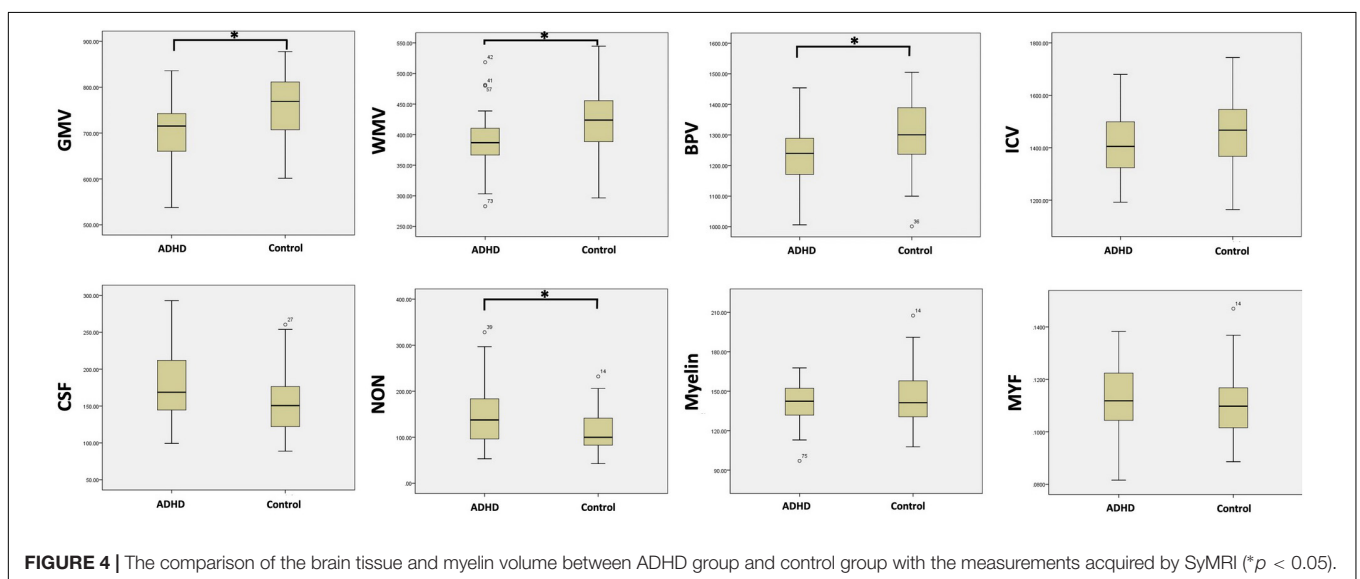 *
*
*
900.00
800.00
700.00
600.00
500.00
GMV
ADHD
Control
550.00
500.00
450.00
400.00
350.00
300.00
250.00
WMV
42
41
57
73
ADHD
Control
1600.00
1500.00
1400.00
1300.00
1200.00
1100.00
1000.00
BPV
36
ADHD
Control
1800.00
1600.00
1400.00
1200.00
ICV
ADHD
Control
300.00
250.00
200.00
150.00
100.00
50.00
CSF
27
ADHD
Control
*
400.00
300.00
200.00
100.00
.00
NON
39
14
ADHD
Control
210.00
180.00
150.00
120.00
90.00
Myelin
14
75
ADHD
Control
.1400
.1200
.1000
.0800
MYF
14
ADHD
Control
FIGURE 4 | The comparison of the brain tissue and myelin volume between ADHD group and control group with the measurements acquired by SyMRI (*p < 0.05).